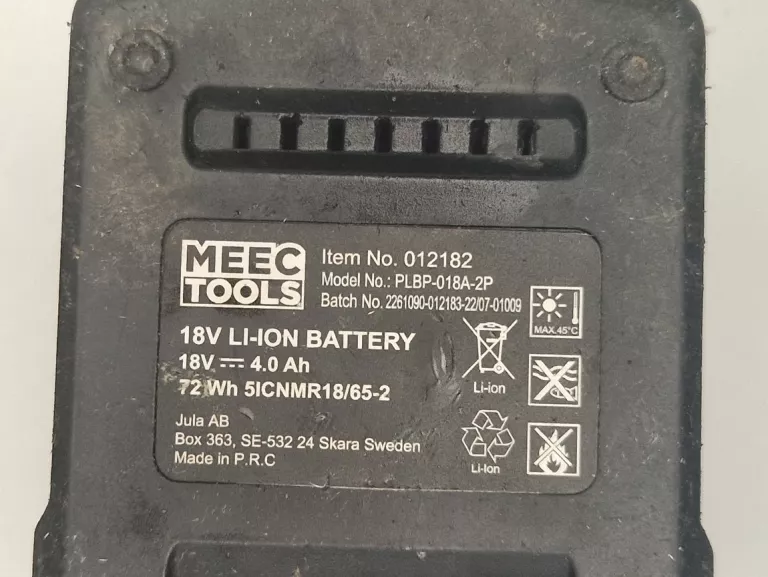 MEEC
TOOLS
Item No. 012182
Model No.: PLBP-018A-2P
Batch No. 2261090-012183-22/07-01009
18V LI-ION BATTERY
18V ⎓ 4.0 Ah
72 Wh 5ICNMR18/65-2
Jula AB
Box 363, SE-532 24 Skara Sweden
Made in P.R.C
MAX.45°C
Li-ion
Li-Ion